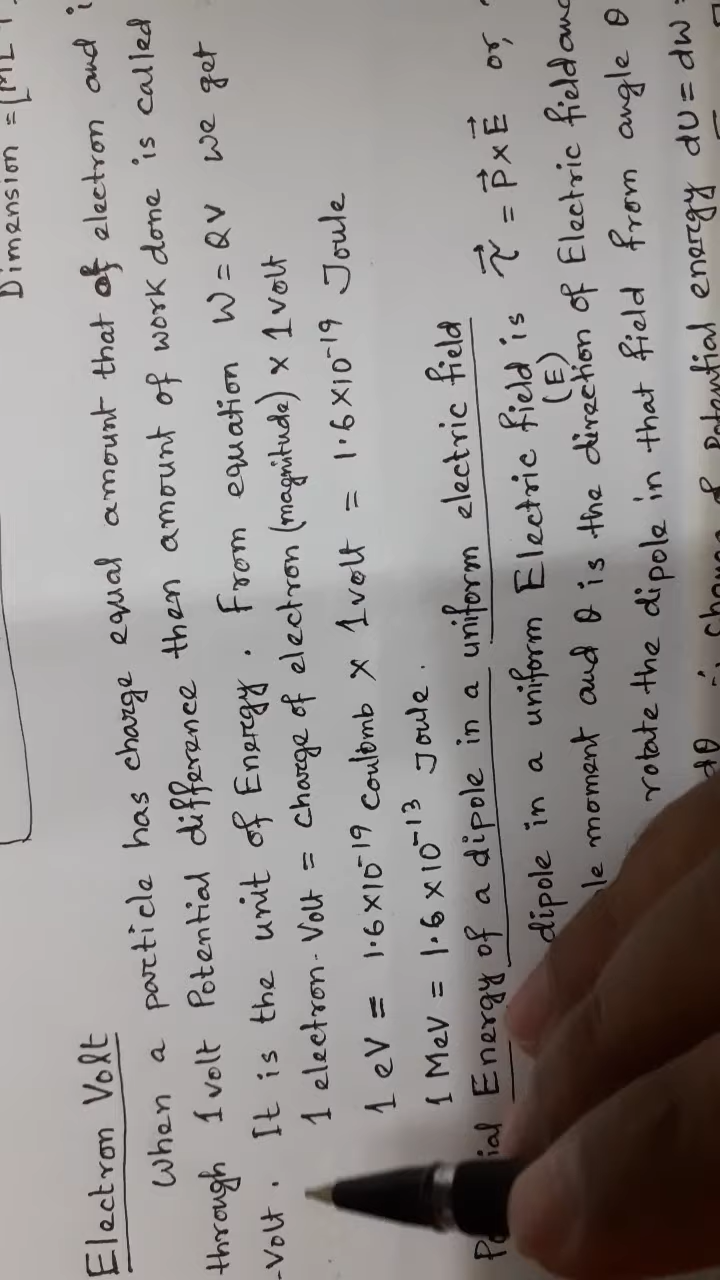 Dimension = [ML
Electron Volt
When a particle has charge equal amount that of electron and
through 1 volt Potential difference then amount of work done is called
-Volt. It is the unit of Energy. From equation W = QV we get
1 electron-Volt = charge of electron (magnitude) × 1 volt
1 eV = 1.6×10⁻¹⁹ coulomb × 1 volt = 1.6×10⁻¹⁹ Joule
1 MeV = 1.6×10⁻¹³ Joule.
Energy of a dipole in a uniform electric field
dipole in a uniform Electric field is τ⃗ = P⃗×E⃗ or,
(E)
moment and θ is the direction of Electric field and
rotate the dipole in that field from angle θ
dθ change of Potential energy dU = dW